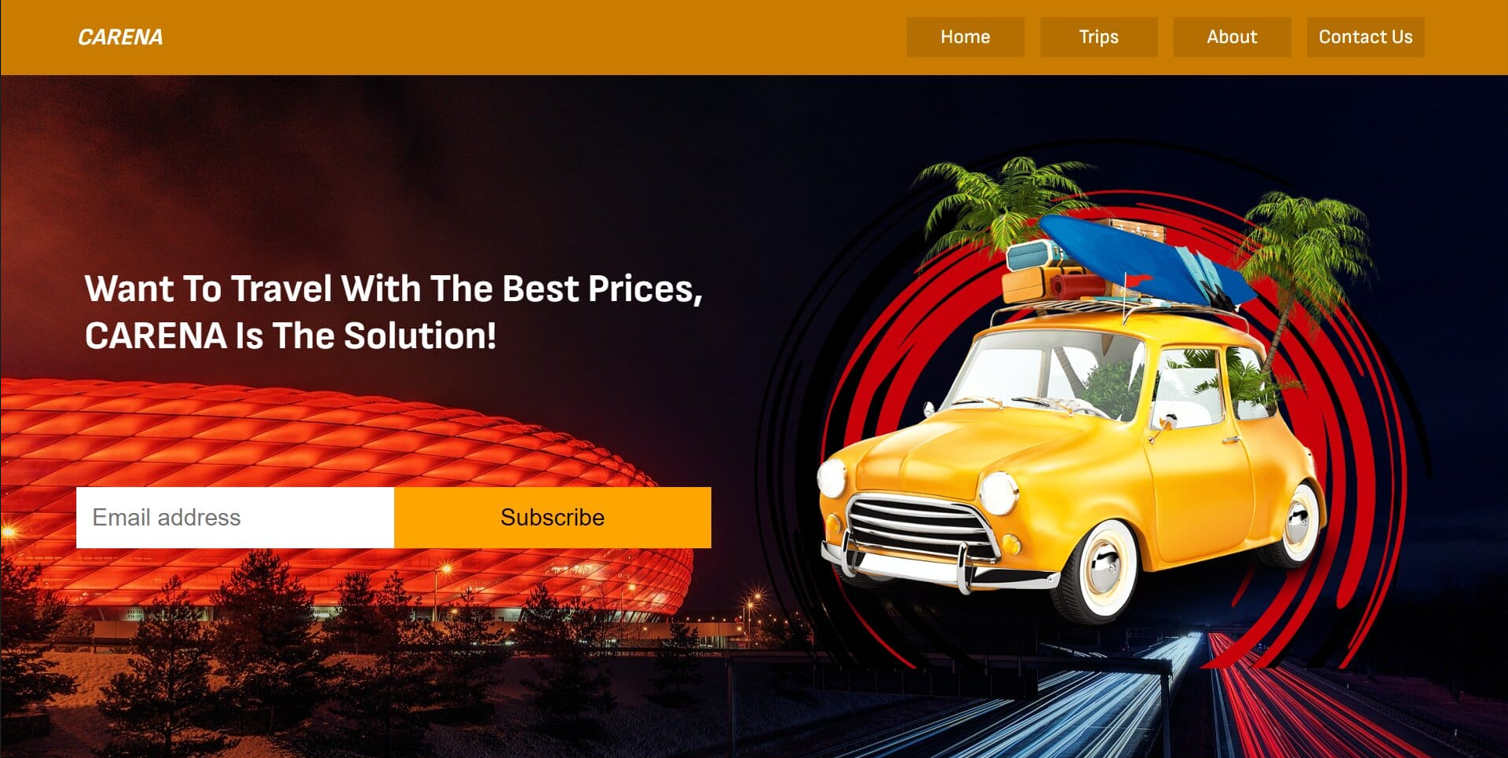 CARENA
Home
Trips
About
Contact Us
Want To Travel With The Best Prices,
CARENA Is The Solution!
Email address
Subscribe